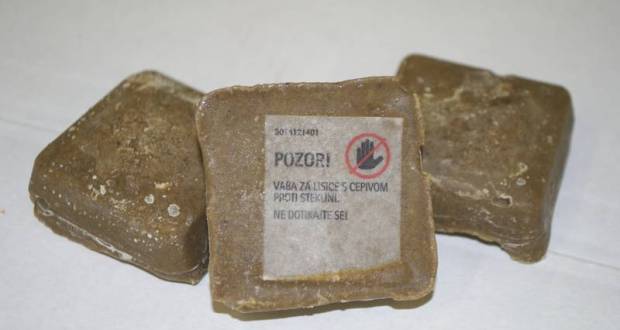 POZOR!
VABA ZA LISICE S CEPIVOM
PROTI STEKLINI.
NE DOTIKAJTE SE!